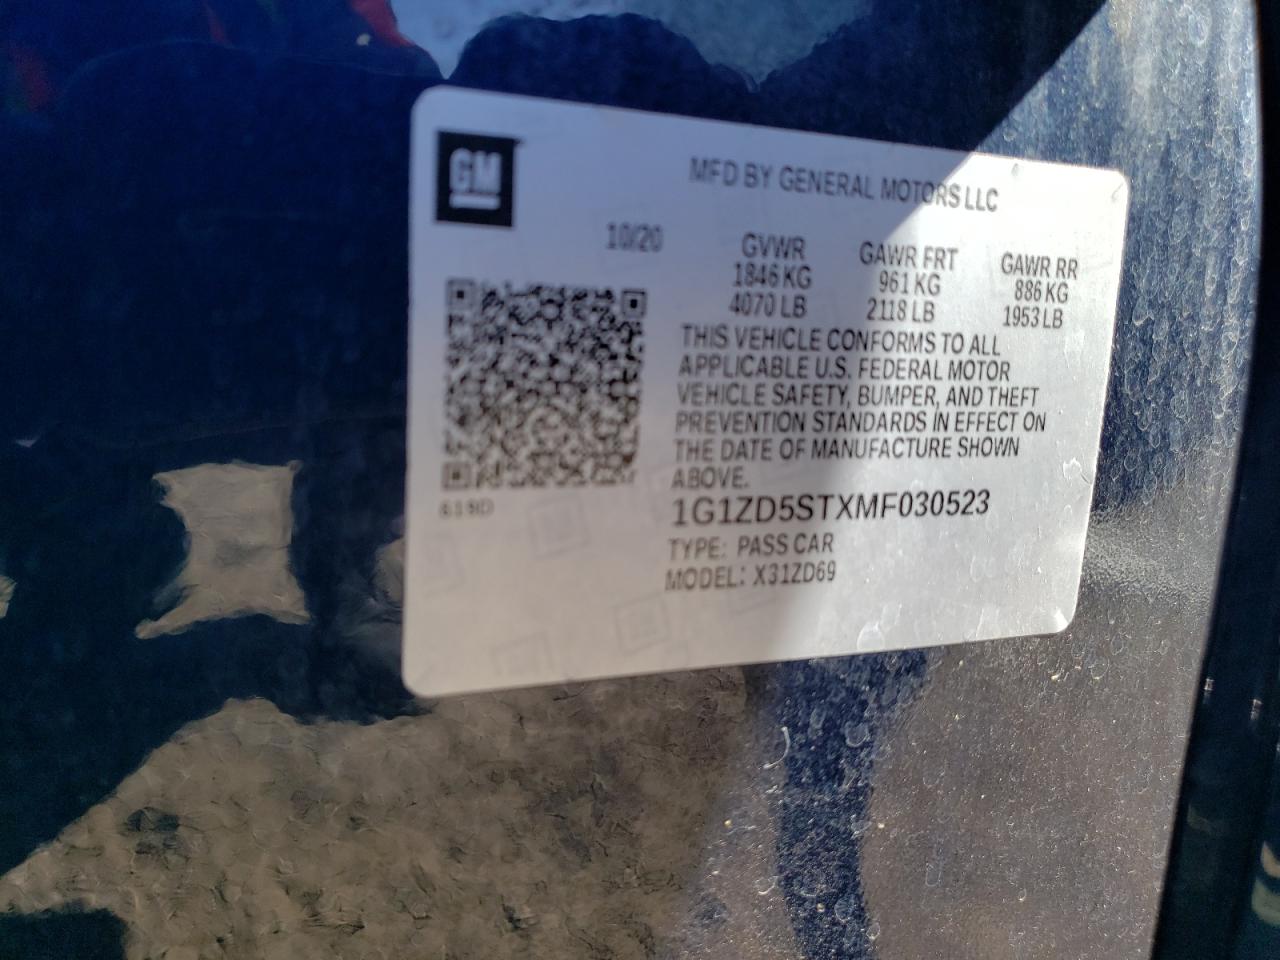 GM
MFD BY GENERAL MOTORS LLC
10/20
GVWR
1846 KG
4070 LB
GAWR FRT
961 KG
2118 LB
GAWR RR
886 KG
1953 LB
THIS VEHICLE CONFORMS TO ALL
APPLICABLE U.S. FEDERAL MOTOR
VEHICLE SAFETY, BUMPER, AND THEFT
PREVENTION STANDARDS IN EFFECT ON
THE DATE OF MANUFACTURE SHOWN
ABOVE.
1G1ZD5STXMF030523
TYPE: PASS CAR
MODEL: X31ZD69